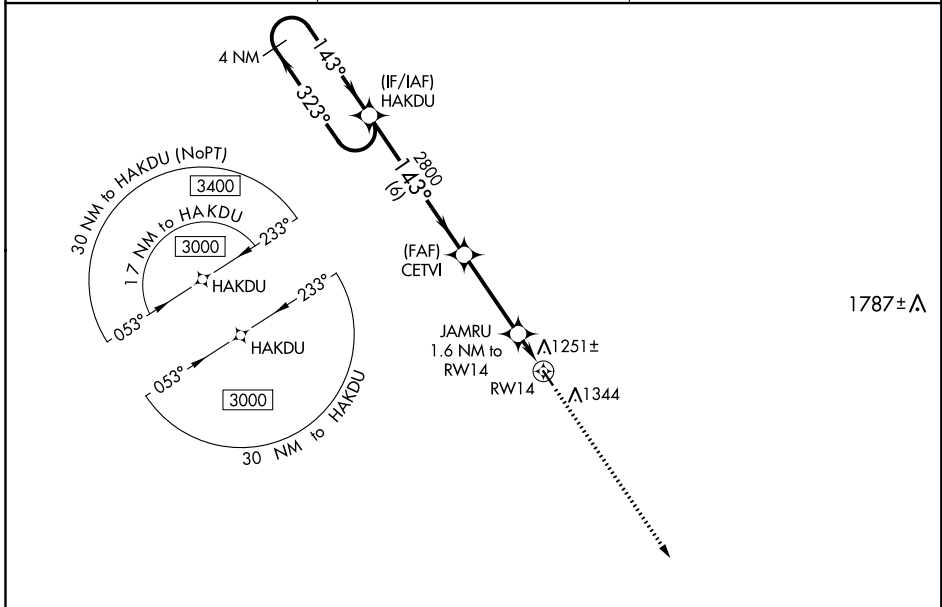 4 NM
143°
323°
(IF/IAF)
HAKDU
2800
143°
(6)
(FAF)
CETVI
JAMRU
1.6 NM to
RW14
1251±
RW14
1344
1787±
30 NM to HAKDU (NoPT)
3400
17 NM to HAKDU
3000
233°
HAKDU
053°
233°
HAKDU
053°
3000
30 NM to HAKDU